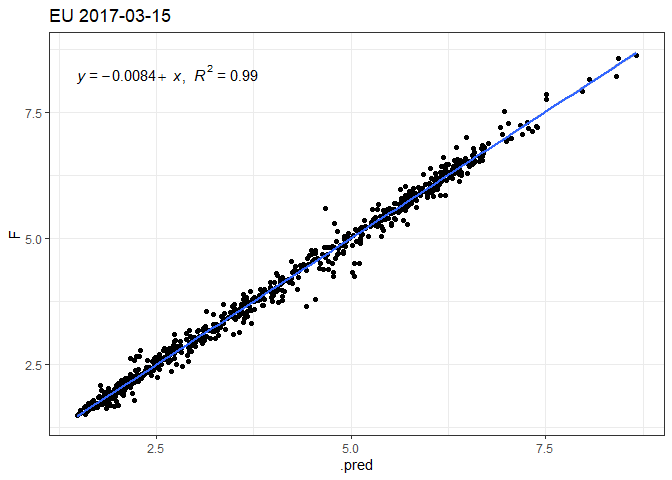 EU 2017-03-15
y = −0.0084 + x, R² = 0.99
7.5
5.0
2.5
F
2.5 5.0 7.5
.pred